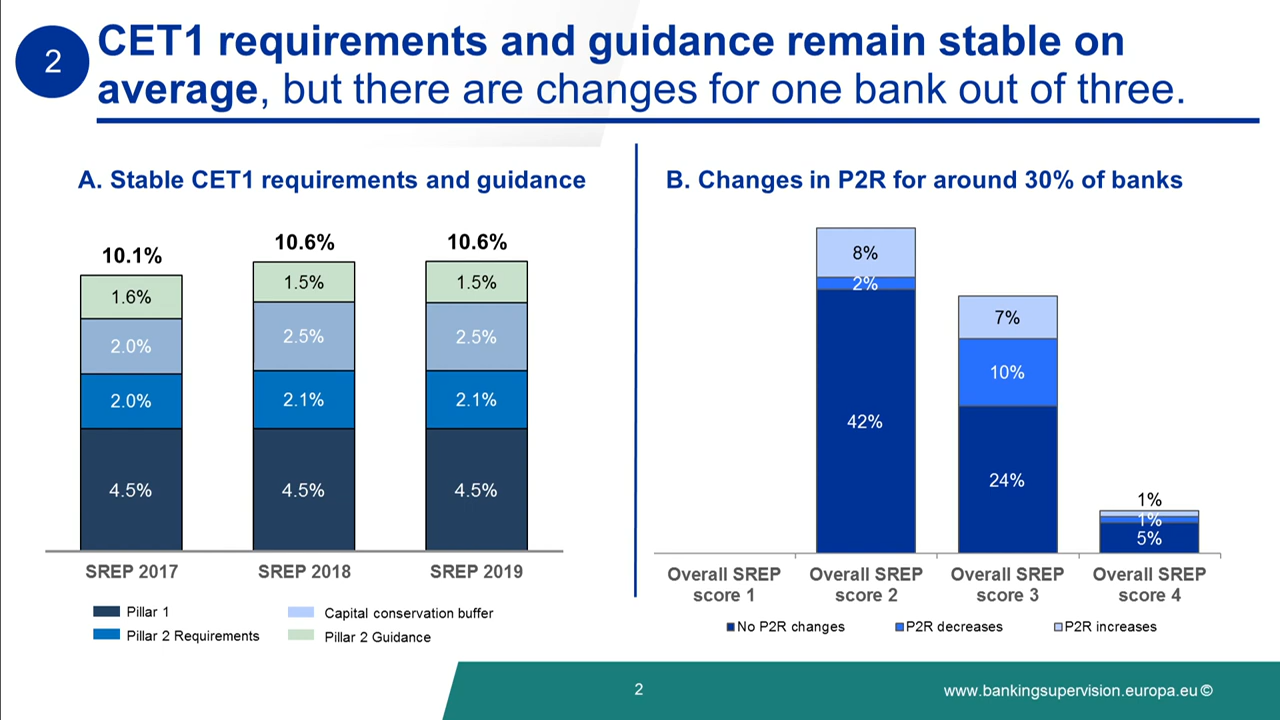 2
CET1 requirements and guidance remain stable on
average, but there are changes for one bank out of three.
A. Stable CET1 requirements and guidance
10.1%
10.6%
10.6%
1.6%
1.5%
1.5%
2.0%
2.5%
2.5%
2.0%
2.1%
2.1%
4.5%
4.5%
4.5%
SREP 2017
SREP 2018
SREP 2019
Pillar 1
Capital conservation buffer
Pillar 2 Requirements
Pillar 2 Guidance
B. Changes in P2R for around 30% of banks
8%
2%
42%
7%
10%
24%
1%
1%
5%
Overall SREP
score 1
Overall SREP
score 2
Overall SREP
score 3
Overall SREP
score 4
No P2R changes
P2R decreases
P2R increases
2
www.bankingsupervision.europa.eu ©